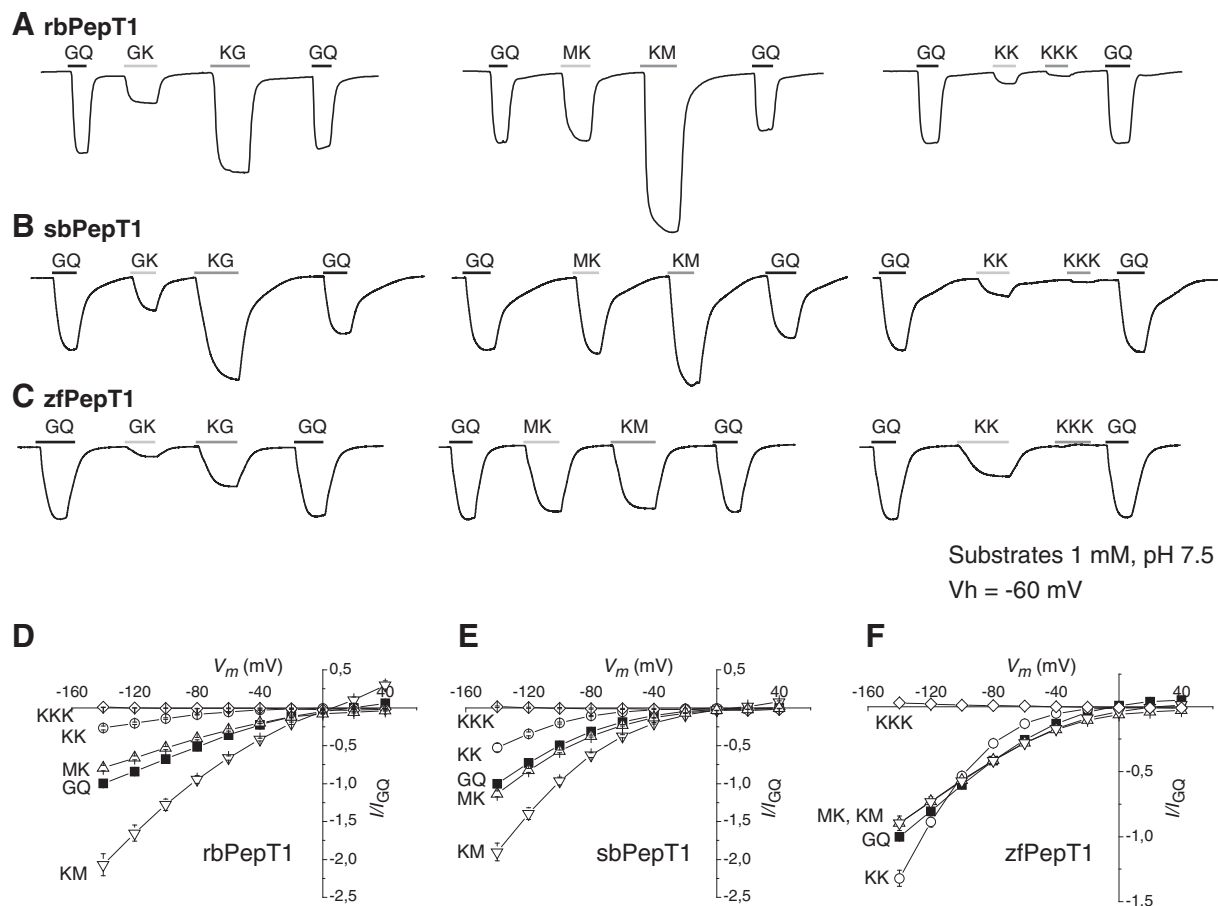 A rbPepT1
GQ GK KG GQ MK KM GQ GQ KK KKK GQ
B sbPepT1
GQ GK KG GQ GQ MK KM GQ GQ KK KKK GQ
C zfPepT1
GQ GK KG GQ GQ MK KM GQ GQ KK KKK GQ
Substrates 1 mM, pH 7.5
Vh = -60 mV
D
Vm (mV)
-160 -120 -80 -40 40
0,5
-0,5
-1,0
-1,5
-2,0
-2,5
I/IGQ
KKK
KK
MK
GQ
KM
rbPepT1
E
Vm (mV)
-160 -120 -80 -40 40
0,5
-0,5
-1,0
-1,5
-2,0
-2,5
I/IGQ
KKK
KK
GQ
MK
KM
sbPepT1
F
Vm (mV)
-160 -120 -80 -40 40
-0,5
-1,0
-1,5
I/IGQ
KKK
MK, KM
GQ
KK
zfPepT1